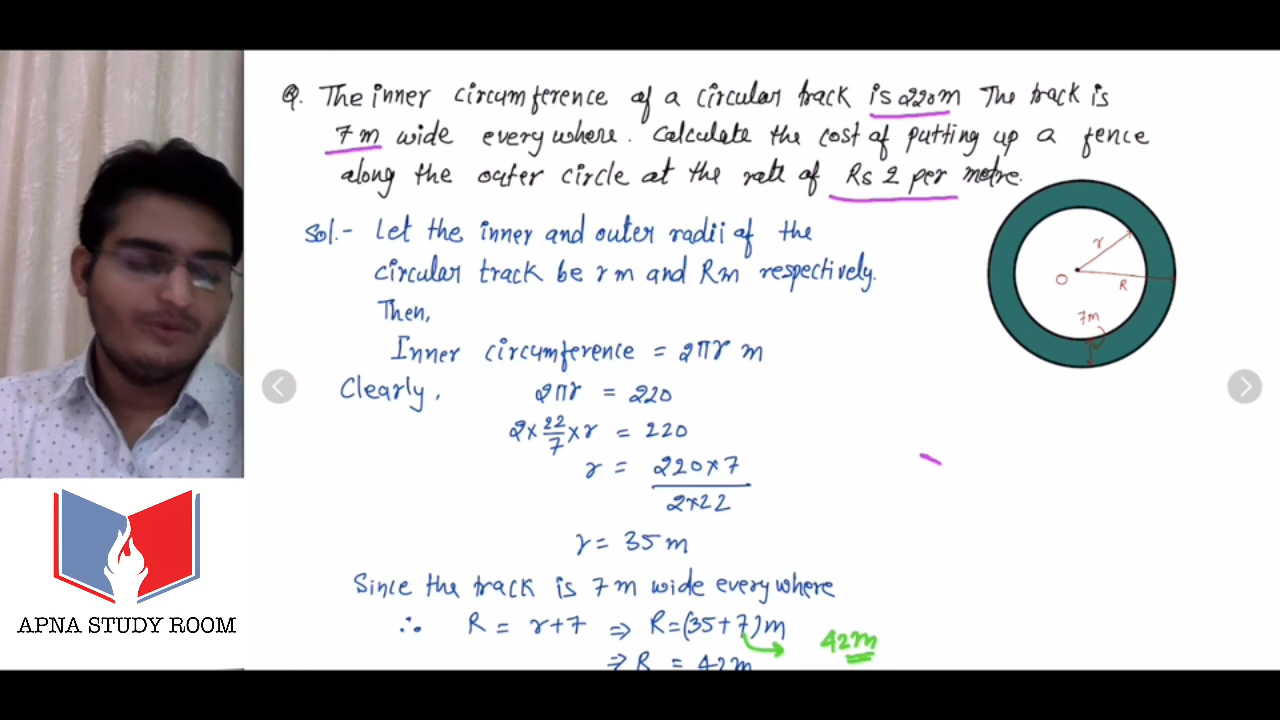 Q. The inner circumference of a circular track is 220m The track is
7m wide everywhere. Calculate the cost of putting up a fence
along the outer circle at the rate of Rs 2 per metre.
Sol.- Let the inner and outer radii of the
circular track be r m and Rm respectively.
Then,
Inner circumference = 2πr m
Clearly, 2πr = 220
2 × 22/7 × r = 220
r = 220×7
2×22
r = 35 m
Since the track is 7m wide everywhere
∴ R = r+7 ⇒ R=(35+7)m
42m
⇒ R = 42m
r
O
R
7m
APNA STUDY ROOM